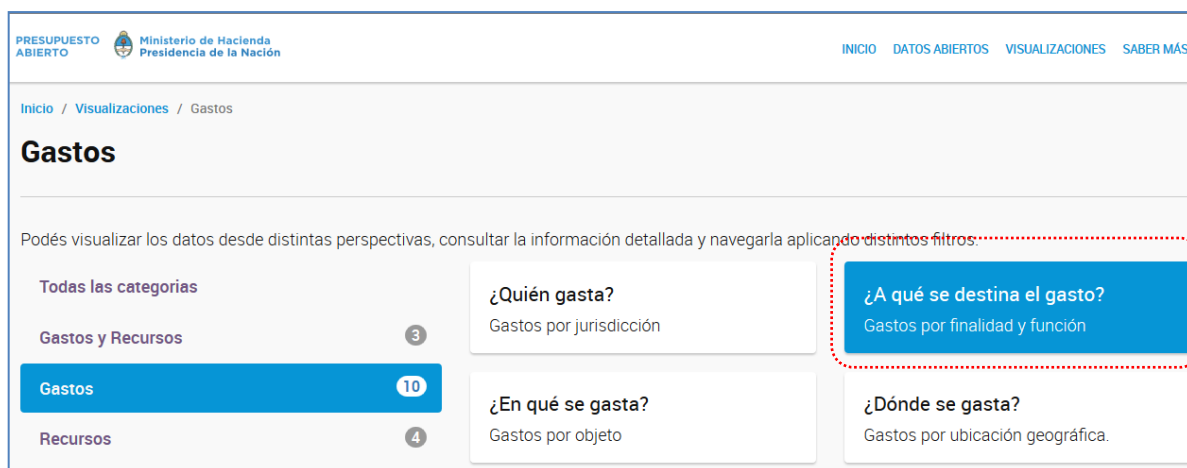 PRESUPUESTO
ABIERTO
Ministerio de Hacienda
Presidencia de la Nación
INICIO DATOS ABIERTOS VISUALIZACIONES SABER MÁS
Inicio / Visualizaciones / Gastos
Gastos
Podés visualizar los datos desde distintas perspectivas, consultar la información detallada y navegarla aplicando distintos filtros.
Todas las categorias
Gastos y Recursos 3
Gastos 10
Recursos 4
¿Quién gasta?
Gastos por jurisdicción
¿A qué se destina el gasto?
Gastos por finalidad y función
¿En qué se gasta?
Gastos por objeto
¿Dónde se gasta?
Gastos por ubicación geográfica.